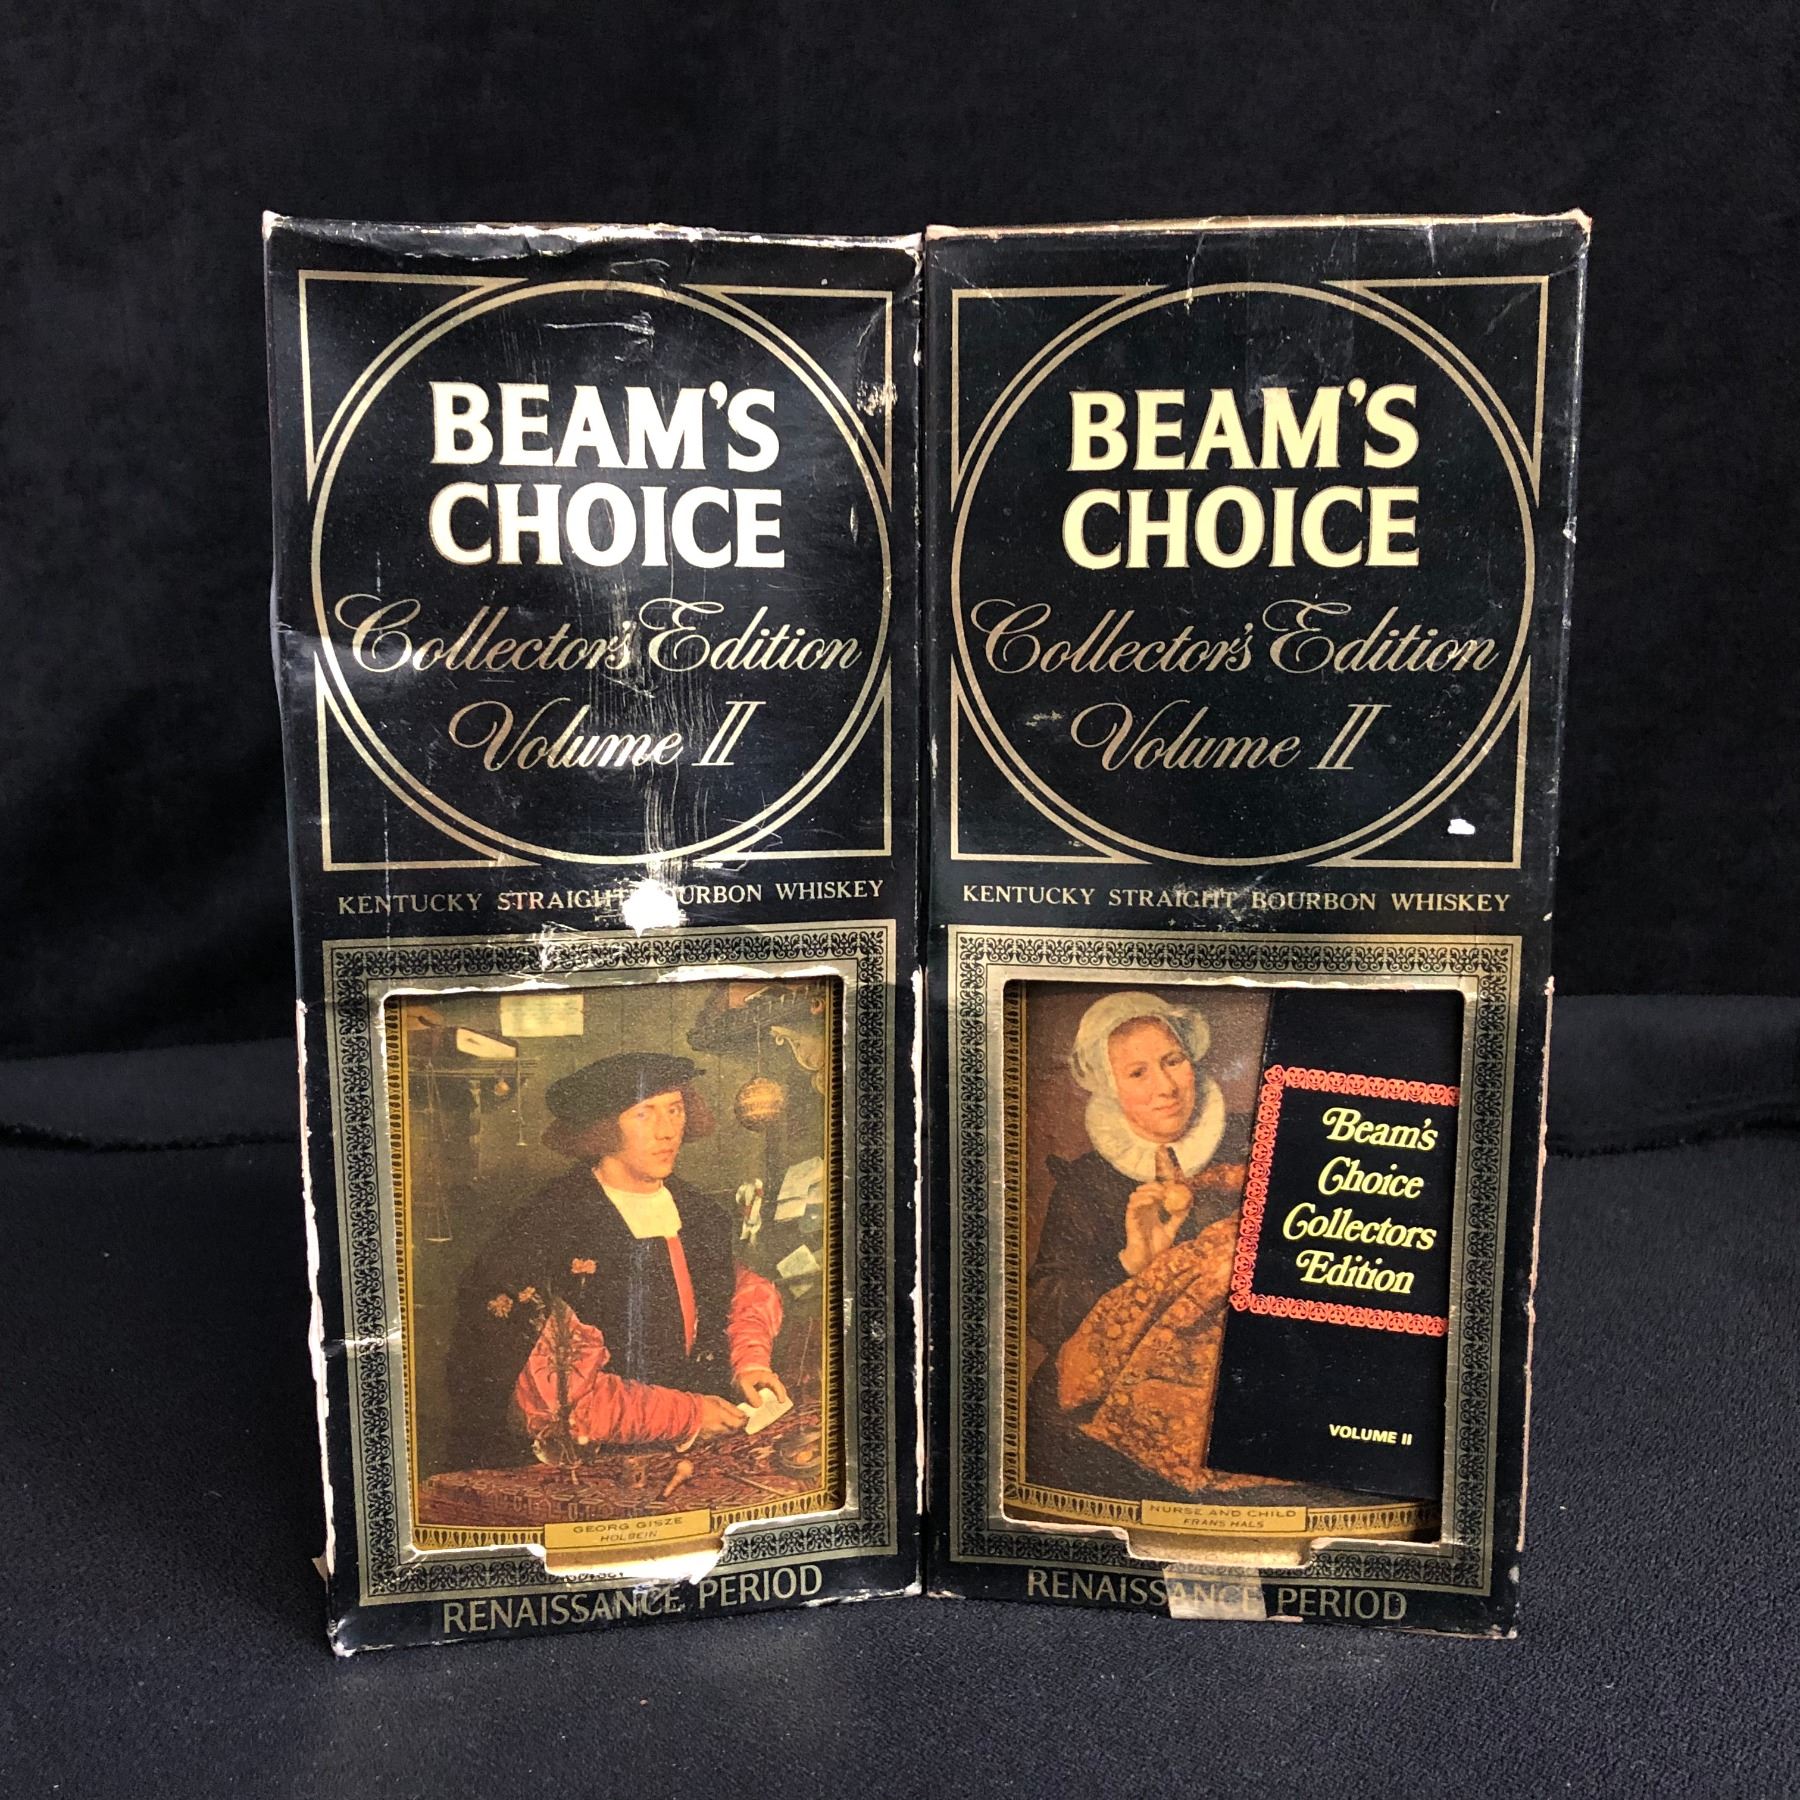 BEAM'S
CHOICE
Collector's Edition
Volume II
KENTUCKY STRAIGHT URBON WHISKEY
GEORG GISZE
HOLBEIN
RENAISSANCE PERIOD
BEAM'S
CHOICE
Collector's Edition
Volume II
KENTUCKY STRAIGHT BOURBON WHISKEY
Beam's
Choice
Collectors
Edition
VOLUME II
NURSE AND CHILD
FRANS HALS
RENAISSANCE PERIOD